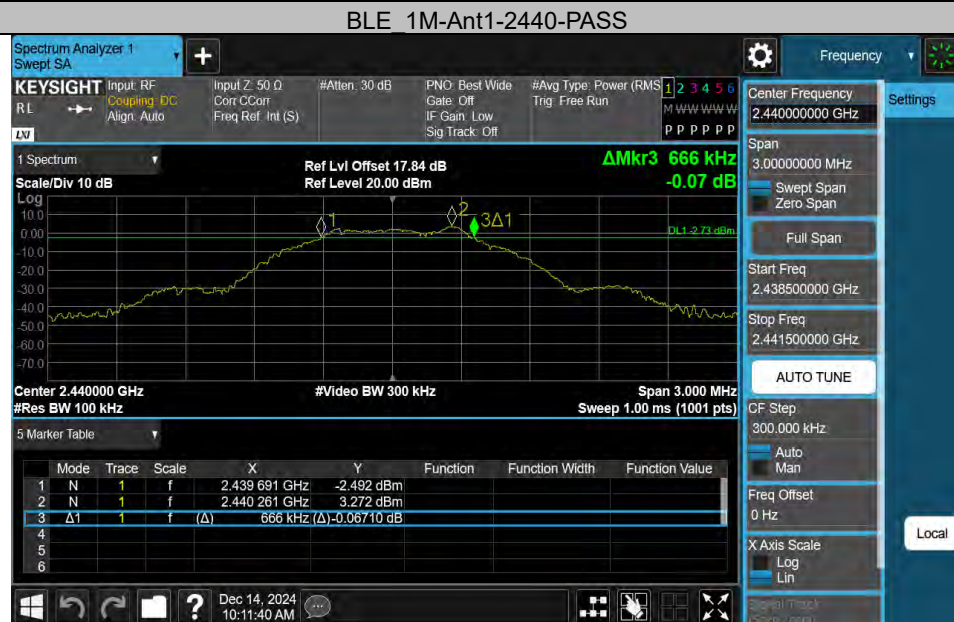 BLE_1M-Ant1-2440-PASS
Spectrum Analyzer 1
Swept SA
+
Frequency
KEYSIGHT
RL
LXI
Input: RF
Coupling: DC
Align: Auto
Input Z: 50 Ω
Corr CCorr
Freq Ref: Int (S)
#Atten: 30 dB
PNO: Best Wide
Gate: Off
IF Gain: Low
Sig Track: Off
#Avg Type: Power (RMS
Trig: Free Run
1 2 3 4 5 6
M W W W W W
P P P P P P
1 Spectrum
Scale/Div 10 dB
Ref Lvl Offset 17.84 dB
Ref Level 20.00 dBm
ΔMkr3 666 kHz
-0.07 dB
Log
10.0
0.00
-10.0
-20.0
-30.0
-40.0
-50.0
-60.0
-70.0
1
2
3Δ1
DL1 -2.73 dBm
Center 2.440000 GHz
#Video BW 300 kHz
Span 3.000 MHz
#Res BW 100 kHz
Sweep 1.00 ms (1001 pts)
5 Marker Table
Mode Trace Scale X Y Function Function Width Function Value
1 N 1 f 2.439 691 GHz -2.492 dBm
2 N 1 f 2.440 261 GHz 3.272 dBm
3 Δ1 1 f (Δ) 666 kHz (Δ) -0.06710 dB
4
5
6
Dec 14, 2024
10:11:40 AM
Center Frequency
2.440000000 GHz
Span
3.00000000 MHz
Swept Span
Zero Span
Full Span
Start Freq
2.438500000 GHz
Stop Freq
2.441500000 GHz
AUTO TUNE
CF Step
300.000 kHz
Auto
Man
Freq Offset
0 Hz
X Axis Scale
Log
Lin
Signal Track
Settings
Local